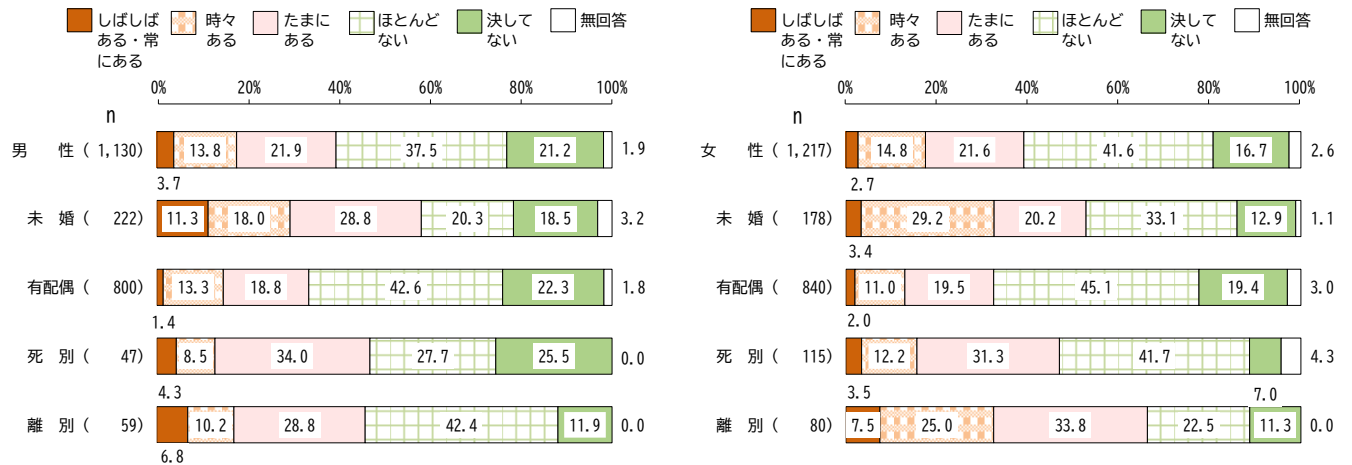 しばしばある・常にある 時々ある たまにある ほとんどない 決してない 無回答
0% 20% 40% 60% 80% 100%
n
男 性 ( 1,130) 13.8 21.9 37.5 21.2 1.9
3.7
未 婚 ( 222) 11.3 18.0 28.8 20.3 18.5 3.2
有配偶 ( 800) 13.3 18.8 42.6 22.3 1.8
1.4
死 別 ( 47) 8.5 34.0 27.7 25.5 0.0
4.3
離 別 ( 59) 10.2 28.8 42.4 11.9 0.0
6.8
しばしばある・常にある 時々ある たまにある ほとんどない 決してない 無回答
0% 20% 40% 60% 80% 100%
n
女 性 ( 1,217) 14.8 21.6 41.6 16.7 2.6
2.7
未 婚 ( 178) 29.2 20.2 33.1 12.9 1.1
3.4
有配偶 ( 840) 11.0 19.5 45.1 19.4 3.0
2.0
死 別 ( 115) 12.2 31.3 41.7 4.3
3.5 7.0
離 別 ( 80) 7.5 25.0 33.8 22.5 11.3 0.0